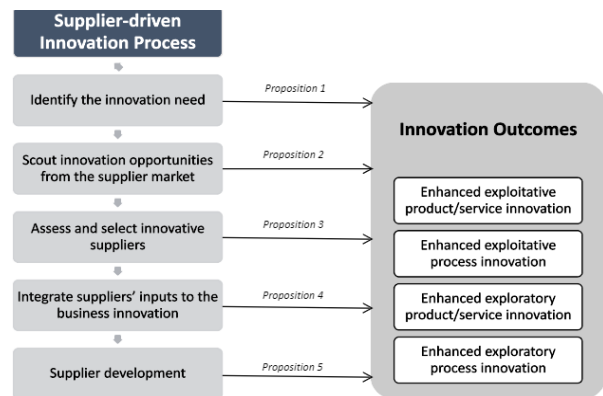 Supplier-driven
Innovation Process
Identify the innovation need
Proposition 1
Scout innovation opportunities
from the supplier market
Proposition 2
Assess and select innovative
suppliers
Proposition 3
Integrate suppliers' inputs to the
business innovation
Proposition 4
Supplier development
Proposition 5
Innovation Outcomes
Enhanced exploitative
product/service innovation
Enhanced exploitative
process innovation
Enhanced exploratory
product/service innovation
Enhanced exploratory
process innovation